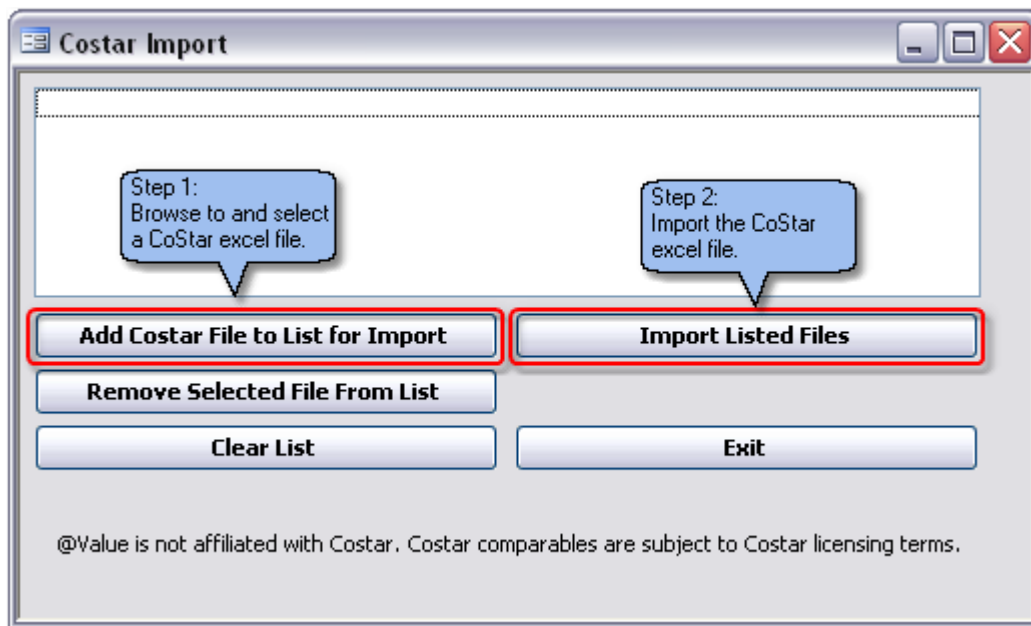 Costar Import
Step 1:
Browse to and select
a CoStar excel file.
Step 2:
Import the CoStar
excel file.
Add Costar File to List for Import
Import Listed Files
Remove Selected File From List
Clear List
Exit
@Value is not affiliated with Costar. Costar comparables are subject to Costar licensing terms.